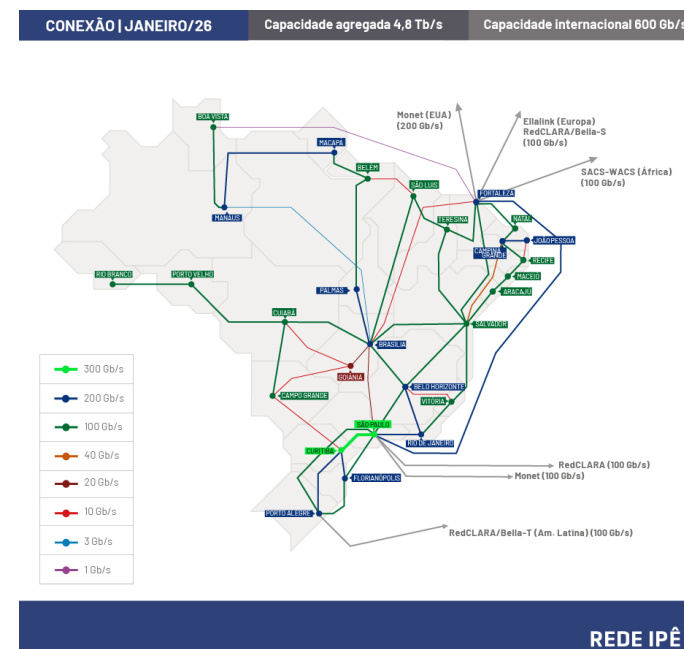 CONEXÃO | JANEIRO/26
Capacidade agregada 4,8 Tb/s
Capacidade internacional 600 Gb/s
Monet (EUA)
(200 Gb/s)
Ellalink (Europa)
RedCLARA/Bella-S
(100 Gb/s)
SACS-WACS (África)
(100 Gb/s)
BOA VISTA
MACAPÁ
BELÉM
SÃO LUIS
FORTALEZA
TERESINA
NATAL
MANAUS
CAMPINA
GRANDE
JOÃO PESSOA
RECIFE
MACEIÓ
ARACAJÚ
RIO BRANCO
PORTO VELHO
PALMAS
CUIABÁ
SALVADOR
BRASÍLIA
GOIÂNIA
BELO HORIZONTE
CAMPO GRANDE
VITÓRIA
SÃO PAULO
RIO DE JANEIRO
CURITIBA
FLORIANÓPOLIS
PORTO ALEGRE
300 Gb/s
200 Gb/s
100 Gb/s
40 Gb/s
20 Gb/s
10 Gb/s
3 Gb/s
1 Gb/s
RedCLARA (100 Gb/s)
Monet (100 Gb/s)
RedCLARA/Bella-T (Am. Latina) (100 Gb/s)
REDE IPÊ